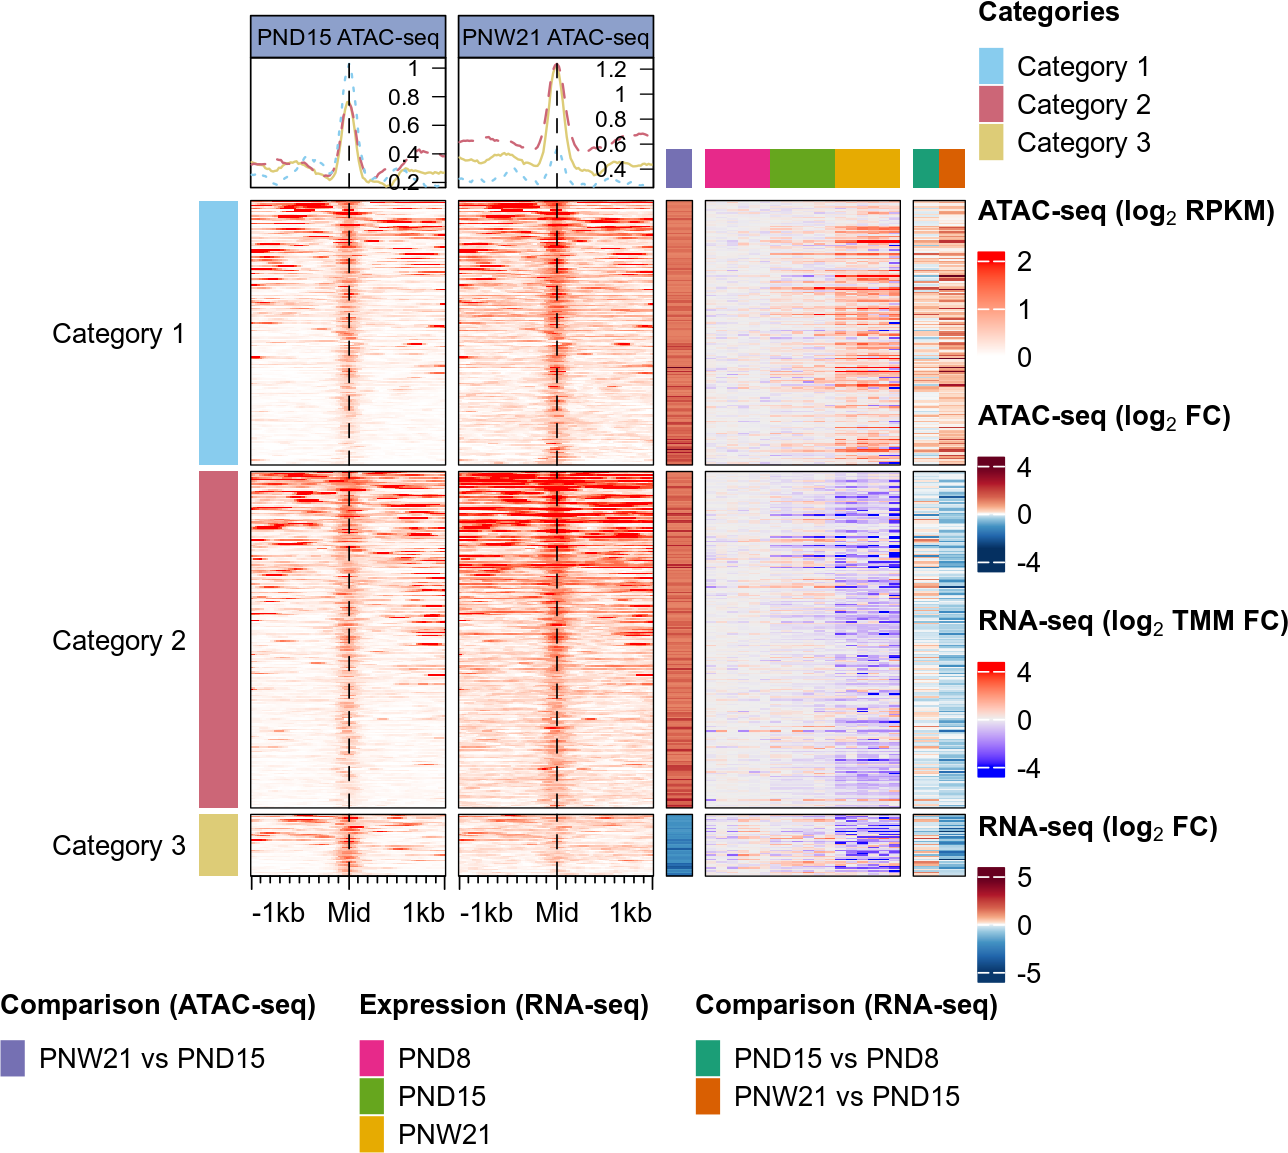 PND15 ATAC-seq
PNW21 ATAC-seq
1
0.8
0.6
0.4
0.2
1.2
1
0.8
0.6
0.4
Categories
Category 1
Category 2
Category 3
ATAC-seq (log2 RPKM)
2
1
0
ATAC-seq (log2 FC)
4
0
-4
RNA-seq (log2 TMM FC)
4
0
-4
RNA-seq (log2 FC)
5
0
-5
Category 1
Category 2
Category 3
-1kb Mid 1kb
-1kb Mid 1kb
Comparison (ATAC-seq)
PNW21 vs PND15
Expression (RNA-seq)
PND8
PND15
PNW21
Comparison (RNA-seq)
PND15 vs PND8
PNW21 vs PND15